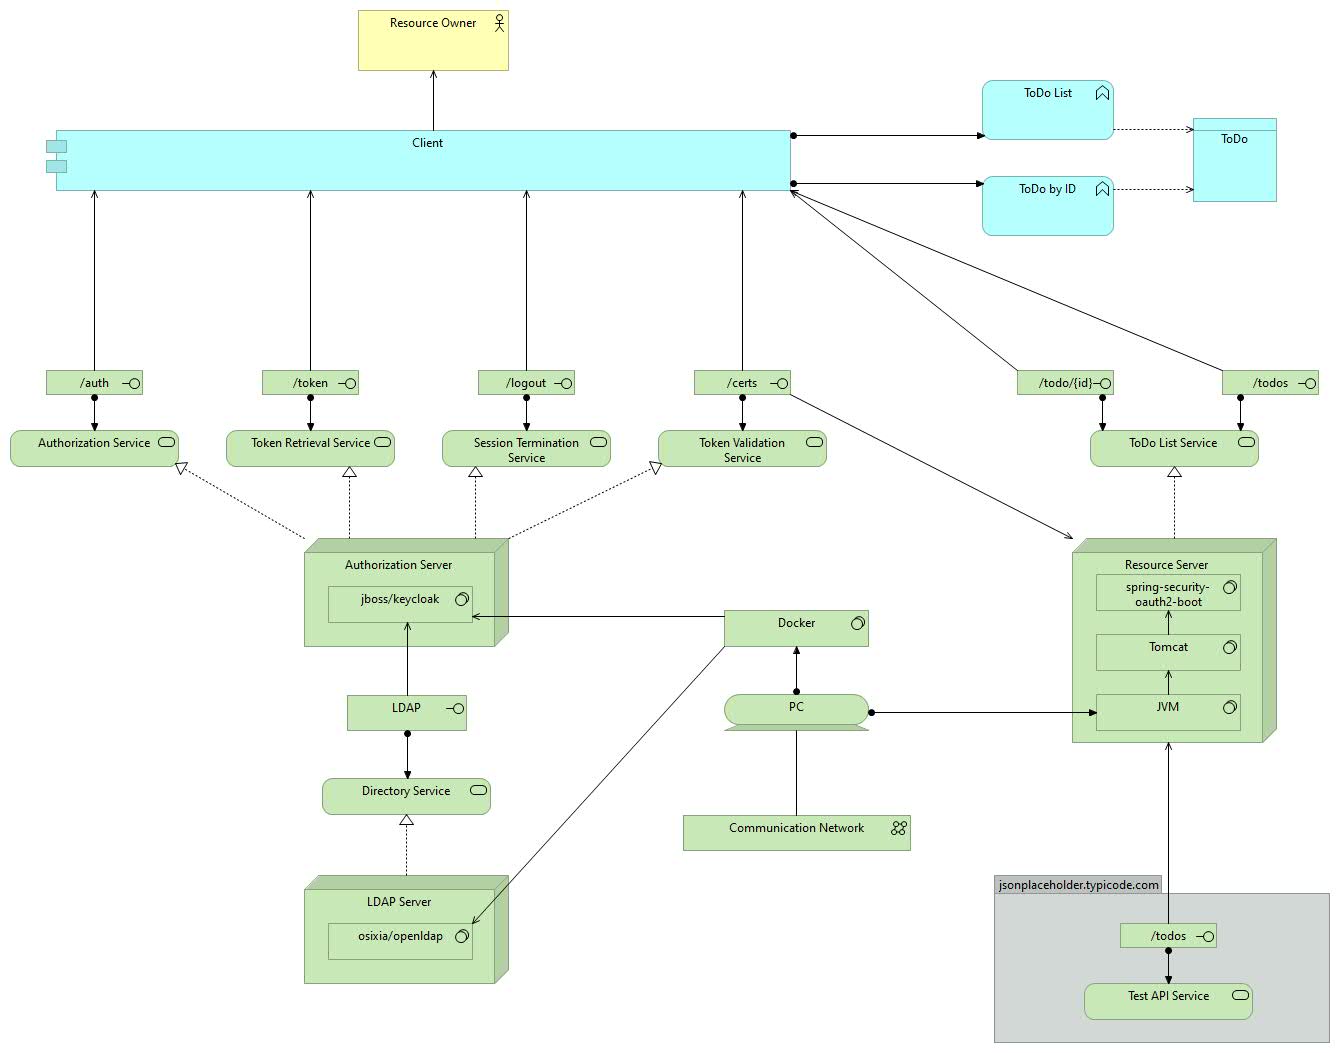 Resource Owner
Client
ToDo List
ToDo
ToDo by ID
/auth
/token
/logout
/certs
/todo/{id}
/todos
Authorization Service
Token Retrieval Service
Session Termination
Service
Token Validation
Service
ToDo List Service
Authorization Server
jboss/keycloak
Docker
Resource Server
spring-security-
oauth2-boot
Tomcat
JVM
LDAP
PC
Directory Service
Communication Network
LDAP Server
osixia/openldap
jsonplaceholder.typicode.com
/todos
Test API Service